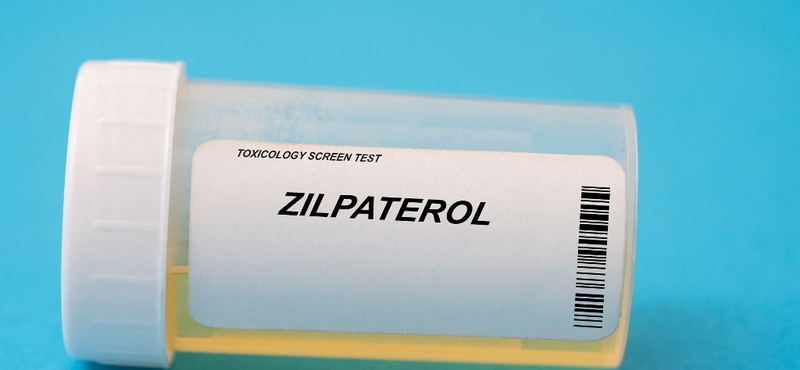 TOXICOLOGY SCREEN TEST
ZILPATEROL